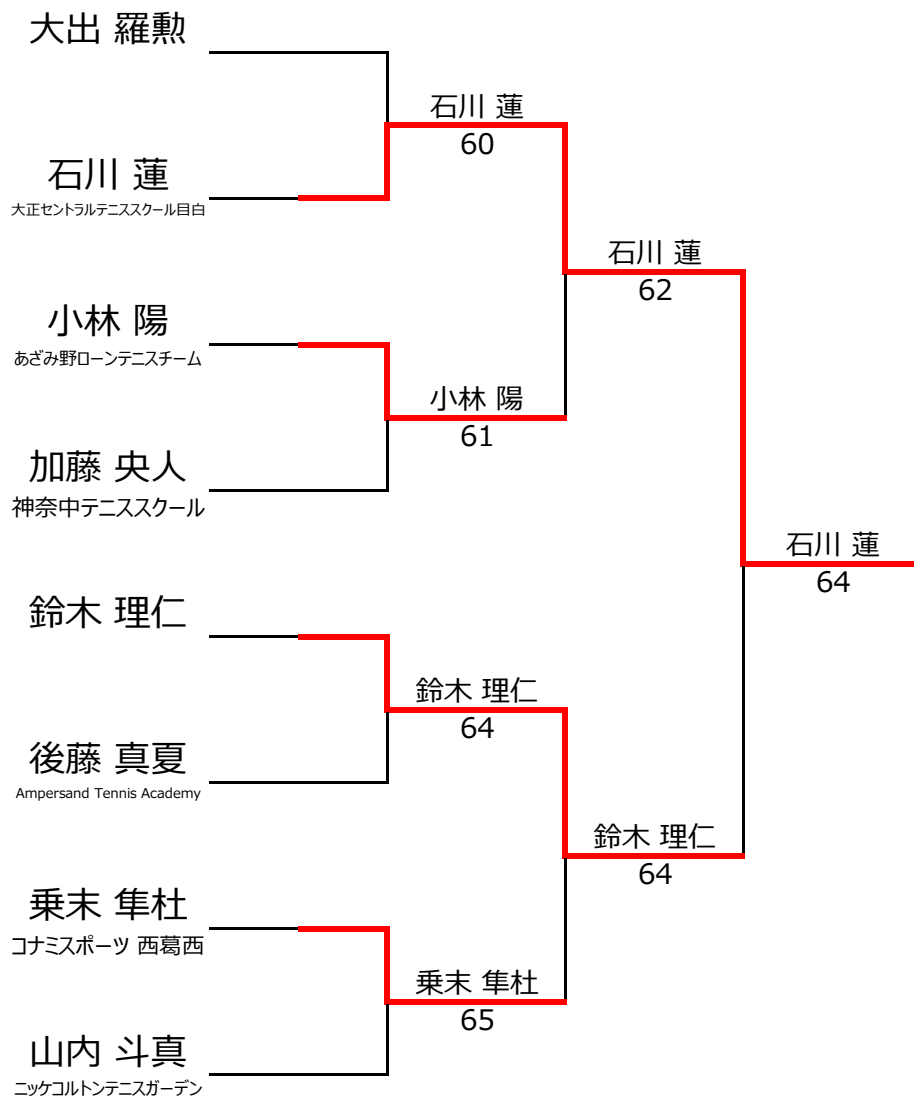 大出 羅勲
石川 蓮
60
石川 蓮
大正セントラルテニススクール目白
石川 蓮
62
小林 陽
あざみ野ローンテニスチーム
小林 陽
61
加藤 央人
神奈中テニススクール
石川 蓮
64
鈴木 理仁
鈴木 理仁
64
後藤 真夏
Ampersand Tennis Academy
鈴木 理仁
64
乗末 隼杜
コナミスポーツ 西葛西
乗末 隼杜
65
山内 斗真
ニッケコルトンテニスガーデン